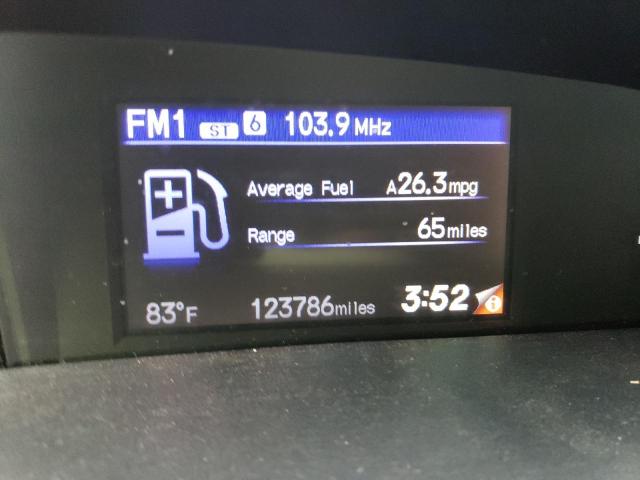 FM1 ST 6 103.9 MHz
Average Fuel A26.3mpg
Range 65miles
83°F 123786miles 3:52 i